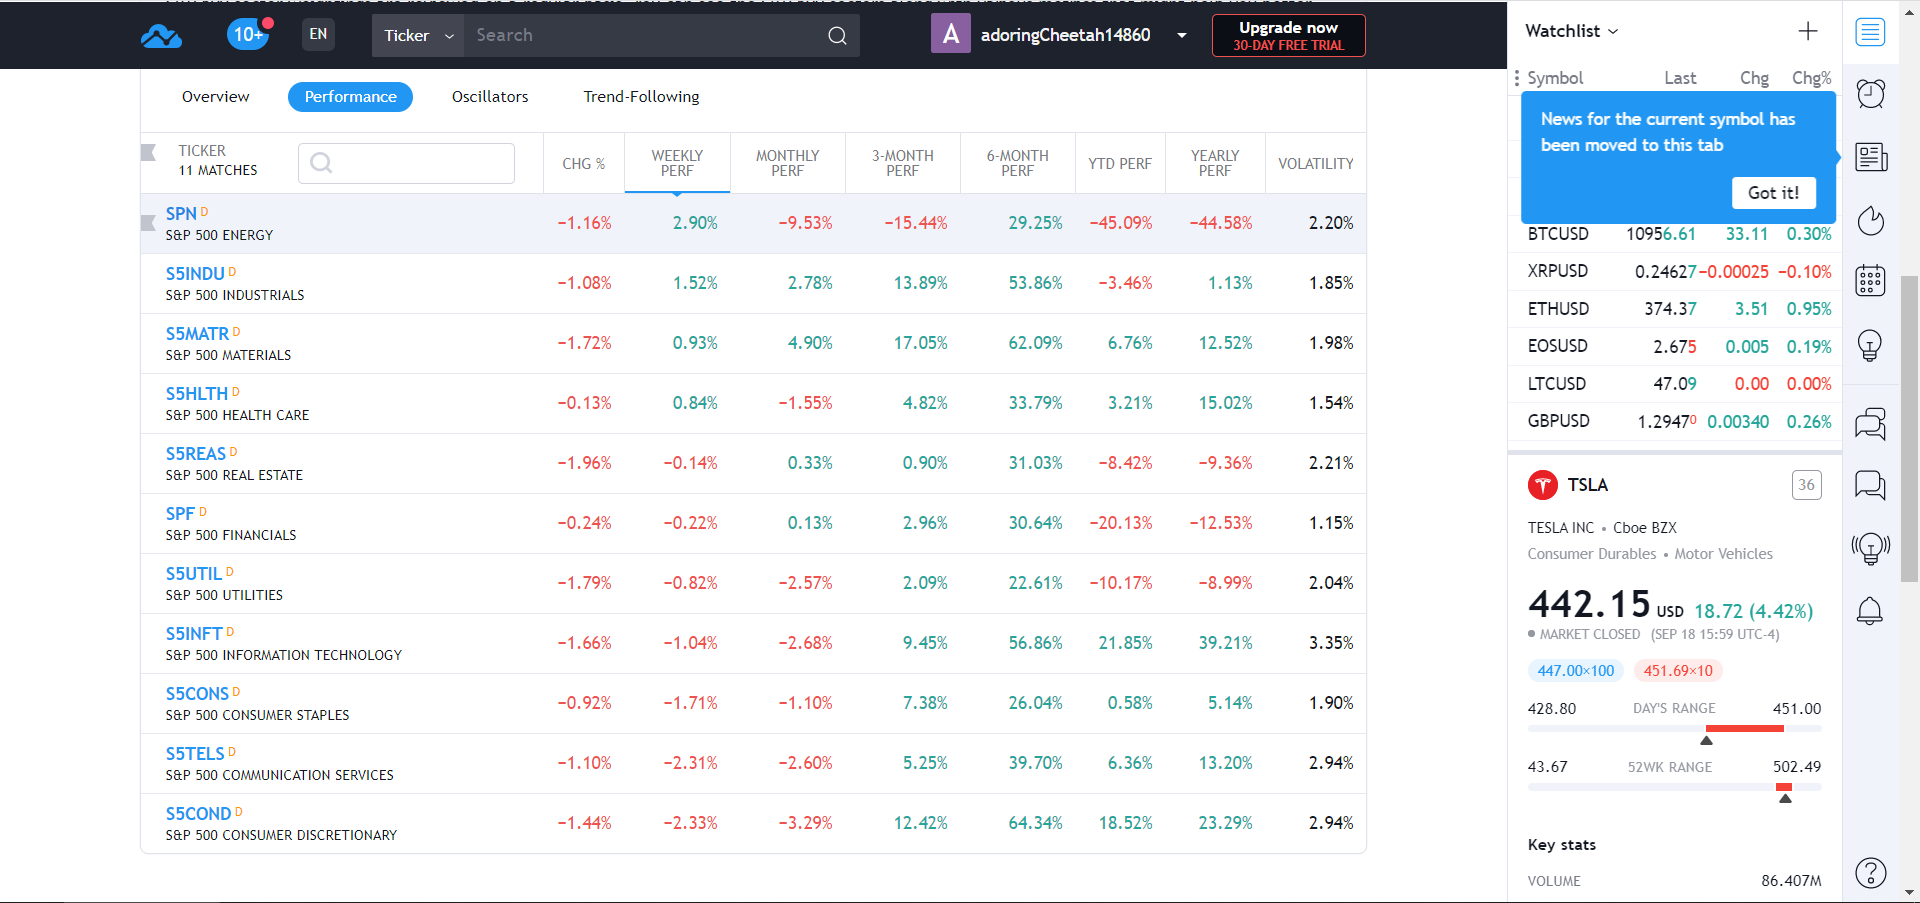 10+
EN
Ticker
Search
A
adoringCheetah14860
Upgrade now
30-DAY FREE TRIAL
Overview
Performance
Oscillators
Trend-Following
TICKER
11 MATCHES
CHG %
WEEKLY PERF
MONTHLY PERF
3-MONTH PERF
6-MONTH PERF
YTD PERF
YEARLY PERF
VOLATILITY
SPN D −1.16% 2.90% −9.53% −15.44% 29.25% −45.09% −44.58% 2.20%
S&P 500 ENERGY
S5INDU D −1.08% 1.52% 2.78% 13.89% 53.86% −3.46% 1.13% 1.85%
S&P 500 INDUSTRIALS
S5MATR D −1.72% 0.93% 4.90% 17.05% 62.09% 6.76% 12.52% 1.98%
S&P 500 MATERIALS
S5HLTH D −0.13% 0.84% −1.55% 4.82% 33.79% 3.21% 15.02% 1.54%
S&P 500 HEALTH CARE
S5REAS D −1.96% −0.14% 0.33% 0.90% 31.03% −8.42% −9.36% 2.21%
S&P 500 REAL ESTATE
SPF D −0.24% −0.22% 0.13% 2.96% 30.64% −20.13% −12.53% 1.15%
S&P 500 FINANCIALS
S5UTIL D −1.79% −0.82% −2.57% 2.09% 22.61% −10.17% −8.99% 2.04%
S&P 500 UTILITIES
S5INFT D −1.66% −1.04% −2.68% 9.45% 56.86% 21.85% 39.21% 3.35%
S&P 500 INFORMATION TECHNOLOGY
S5CONS D −0.92% −1.71% −1.10% 7.38% 26.04% 0.58% 5.14% 1.90%
S&P 500 CONSUMER STAPLES
S5TELS D −1.10% −2.31% −2.60% 5.25% 39.70% 6.36% 13.20% 2.94%
S&P 500 COMMUNICATION SERVICES
S5COND D −1.44% −2.33% −3.29% 12.42% 64.34% 18.52% 23.29% 2.94%
S&P 500 CONSUMER DISCRETIONARY
Watchlist
Symbol Last Chg Chg%
News for the current symbol has
been moved to this tab
Got it!
BTCUSD 10956.61 33.11 0.30%
XRPUSD 0.24627 −0.00025 −0.10%
ETHUSD 374.37 3.51 0.95%
EOSUSD 2.675 0.005 0.19%
LTCUSD 47.09 0.00 0.00%
GBPUSD 1.29470 0.00340 0.26%
TSLA 36
TESLA INC • Cboe BZX
Consumer Durables • Motor Vehicles
442.15 USD 18.72 (4.42%)
MARKET CLOSED (SEP 18 15:59 UTC-4)
447.00×100 451.69×10
428.80 DAY'S RANGE 451.00
43.67 52WK RANGE 502.49
Key stats
VOLUME 86.407M